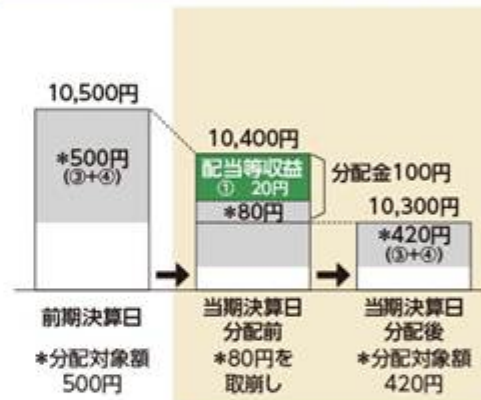 10,500円
*500円
(③+④)
10,400円
配当等収益
① 20円
*80円
分配金100円
10,300円
*420円
(③+④)
前期決算日
*分配対象額
500円
当期決算日
分配前
*80円を
取崩し
当期決算日
分配後
*分配対象額
420円